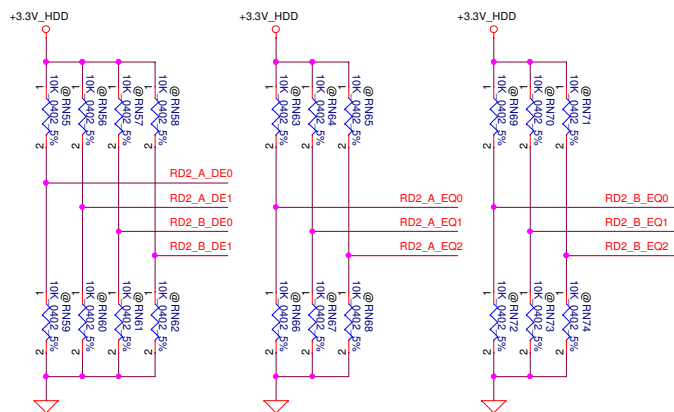 +3.3V_HDD
+3.3V_HDD
+3.3V_HDD
1
@RN55
10K_0402_5%
2
1
@RN56
10K_0402_5%
2
1
@RN57
10K_0402_5%
2
1
@RN58
10K_0402_5%
2
1
@RN63
10K_0402_5%
2
1
@RN64
10K_0402_5%
2
1
@RN65
10K_0402_5%
2
1
@RN69
10K_0402_5%
2
1
@RN70
10K_0402_5%
2
1
@RN71
10K_0402_5%
2
RD2_A_DE0
RD2_A_DE1
RD2_B_DE0
RD2_B_DE1
RD2_A_EQ0
RD2_A_EQ1
RD2_A_EQ2
RD2_B_EQ0
RD2_B_EQ1
RD2_B_EQ2
1
@RN59
10K_0402_5%
2
1
@RN60
10K_0402_5%
2
1
@RN61
10K_0402_5%
2
1
@RN62
10K_0402_5%
2
1
@RN66
10K_0402_5%
2
1
@RN67
10K_0402_5%
2
1
@RN68
10K_0402_5%
2
1
@RN72
10K_0402_5%
2
1
@RN73
10K_0402_5%
2
1
@RN74
10K_0402_5%
2